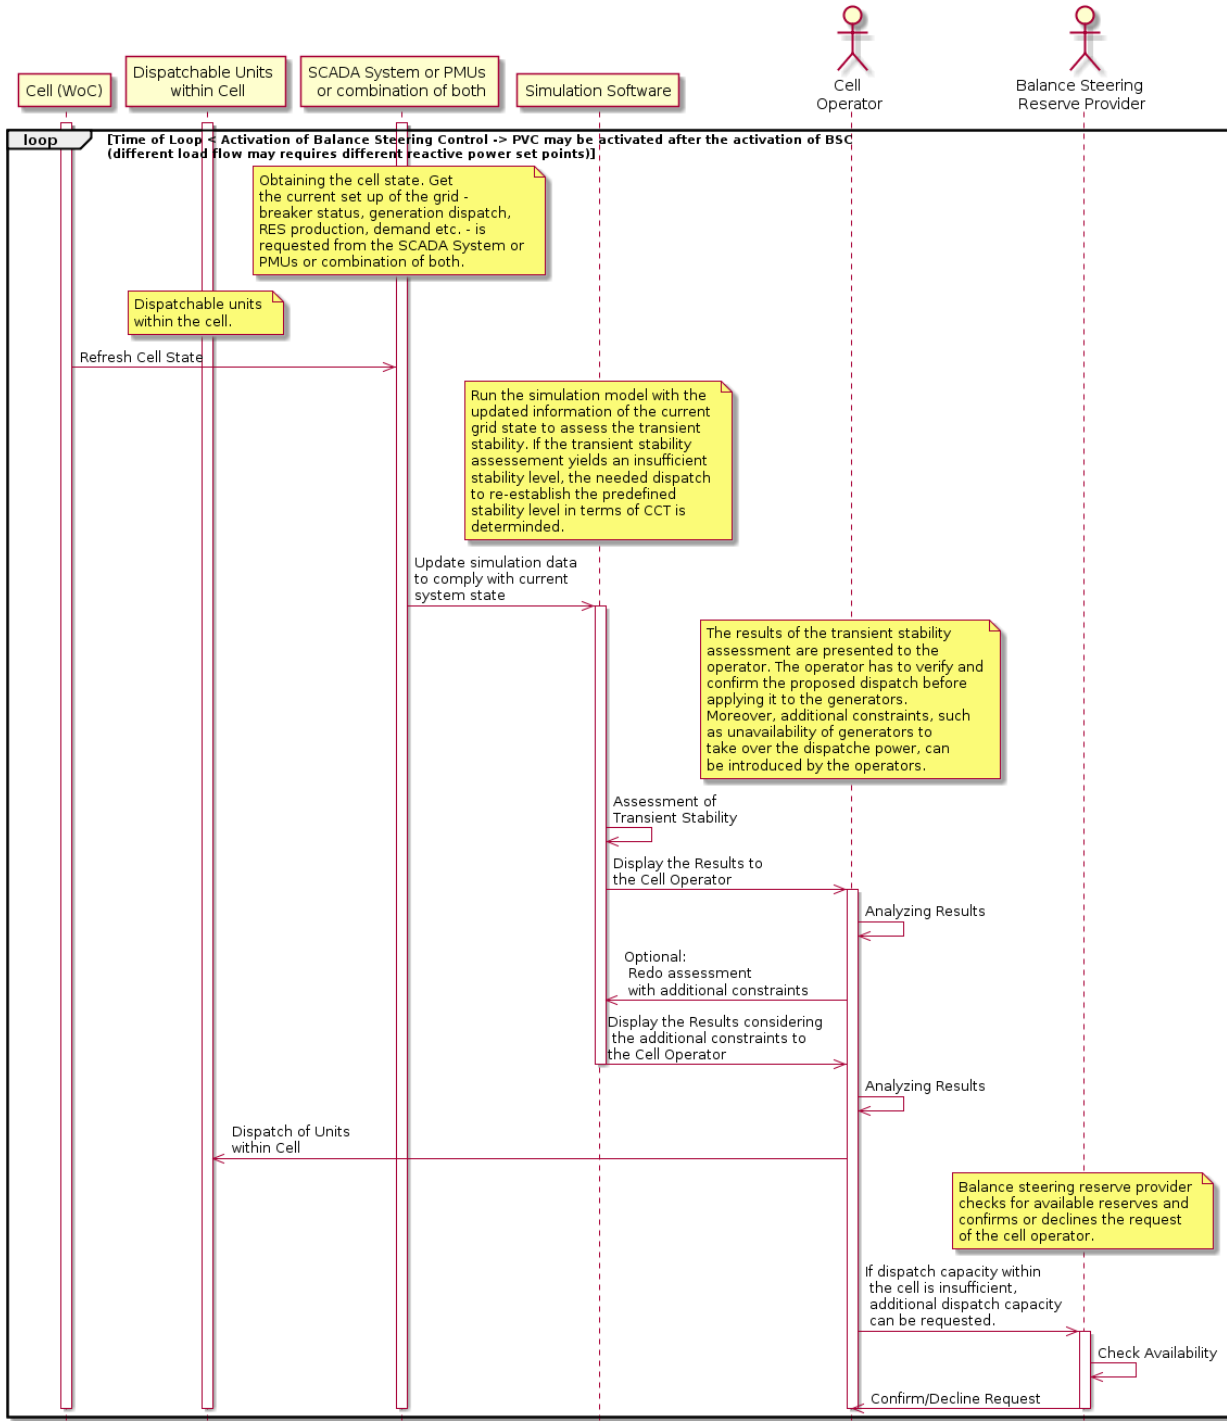 Cell
Operator
Balance Steering
Reserve Provider
Cell (WoC)
Dispatchable Units
within Cell
SCADA System or PMUs
or combination of both
Simulation Software
loop
[Time of Loop < Activation of Balance Steering Control -> PVC may be activated after the activation of BSC
(different load flow may requires different reactive power set points)]
Obtaining the cell state. Get
the current set up of the grid -
breaker status, generation dispatch,
RES production, demand etc. - is
requested from the SCADA System or
PMUs or combination of both.
Dispatchable units
within the cell.
Refresh Cell State
Run the simulation model with the
updated information of the current
grid state to assess the transient
stability. If the transient stability
assessement yields an insufficient
stability level, the needed dispatch
to re-establish the predefined
stability level in terms of CCT is
determinded.
Update simulation data
to comply with current
system state
The results of the transient stability
assessment are presented to the
operator. The operator has to verify and
confirm the proposed dispatch before
applying it to the generators.
Moreover, additional constraints, such
as unavailability of generators to
take over the dispatche power, can
be introduced by the operators.
Assessment of
Transient Stability
Display the Results to
the Cell Operator
Analyzing Results
Optional:
Redo assessment
with additional constraints
Display the Results considering
the additional constraints to
the Cell Operator
Analyzing Results
Dispatch of Units
within Cell
Balance steering reserve provider
checks for available reserves and
confirms or declines the request
of the cell operator.
If dispatch capacity within
the cell is insufficient,
additional dispatch capacity
can be requested.
Check Availability
Confirm/Decline Request